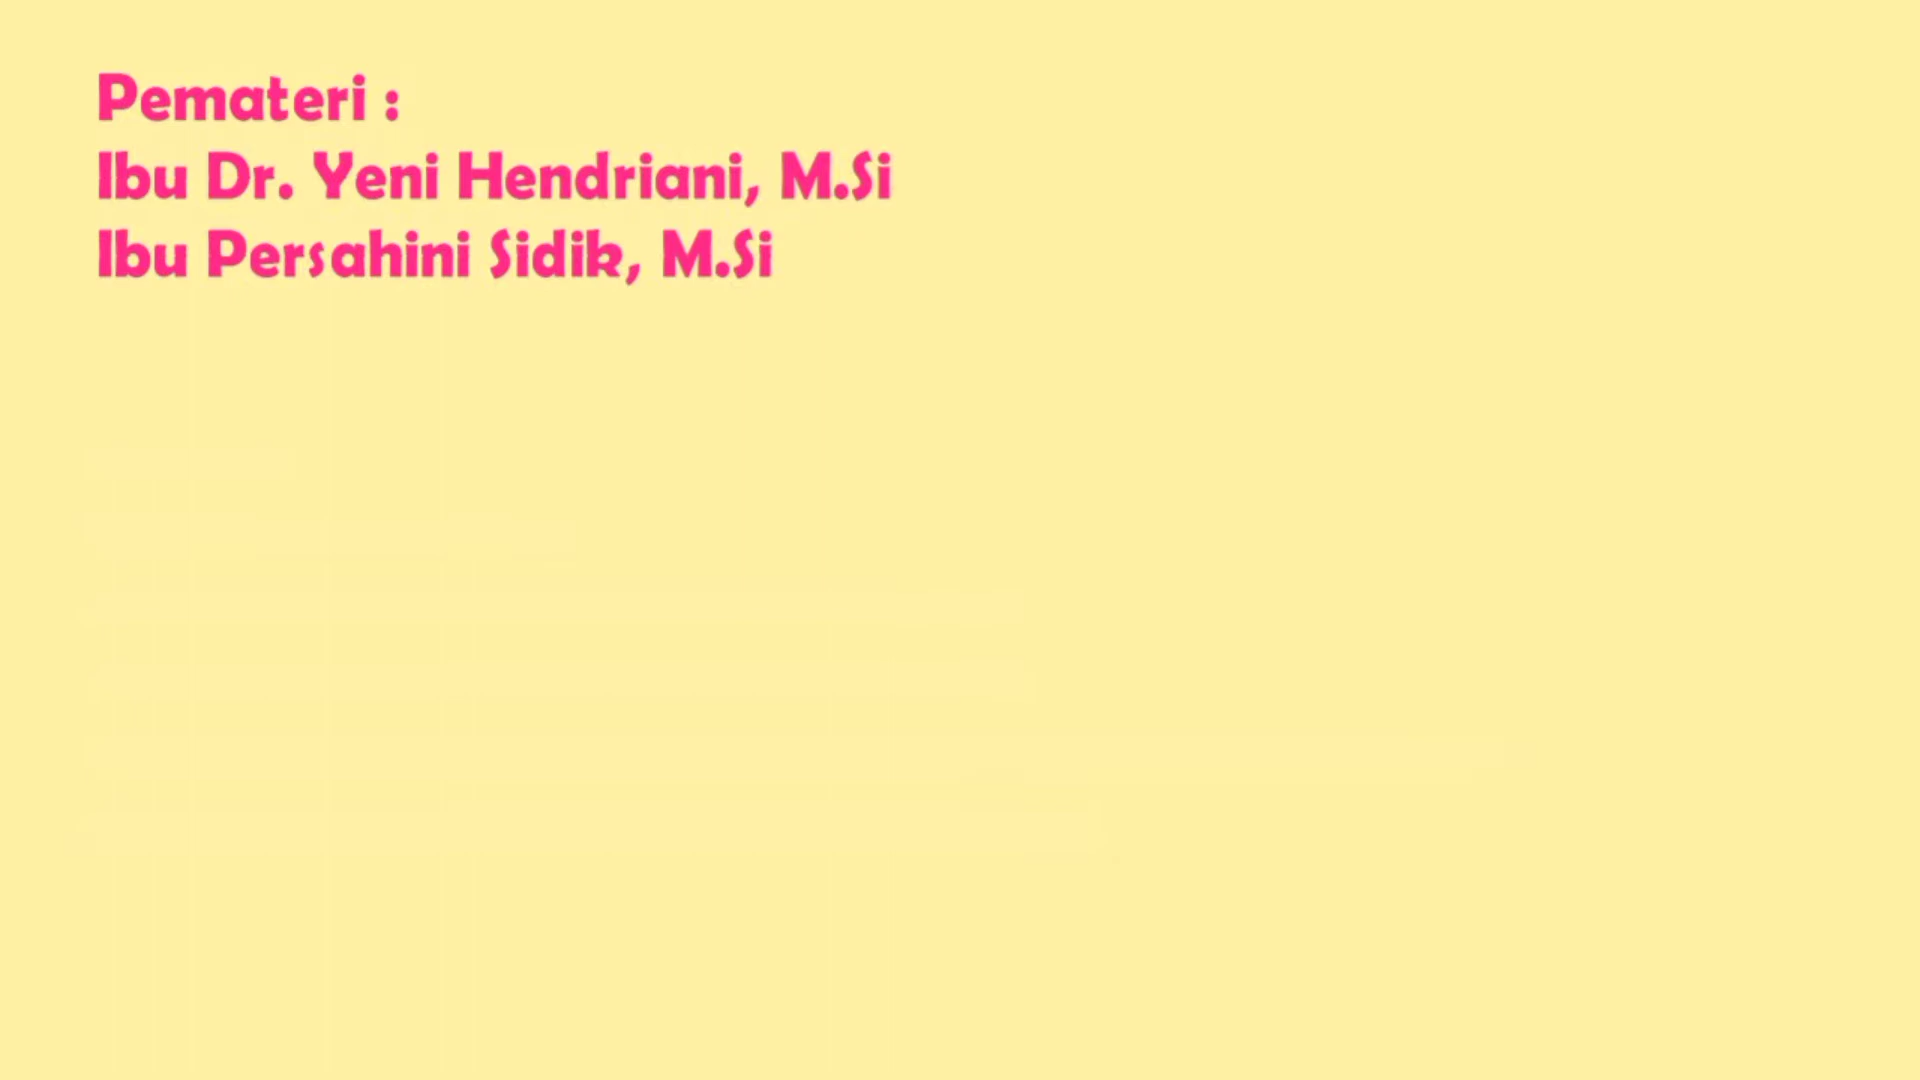 Pemateri :
Ibu Dr. Yeni Hendriani, M.Si
Ibu Persahini Sidik, M.Si